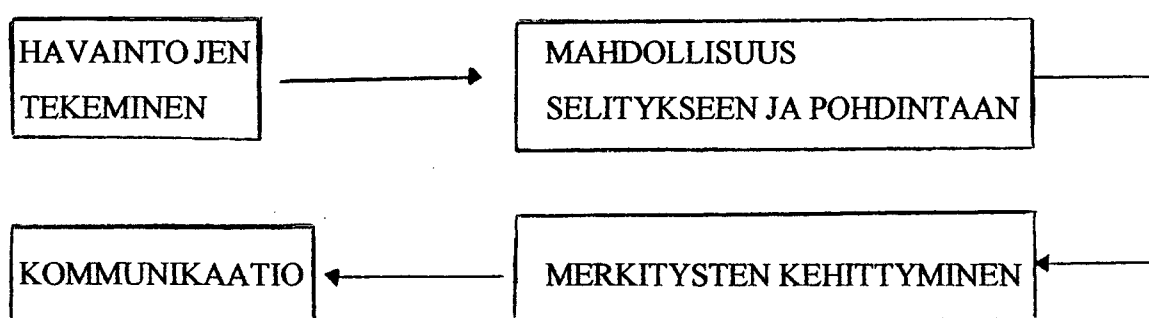 HAVAINTOJEN
TEKEMINEN
MAHDOLLISUUS
SELITYKSEEN JA POHDINTAAN
KOMMUNIKAATIO
MERKITYSTEN KEHITTYMINEN